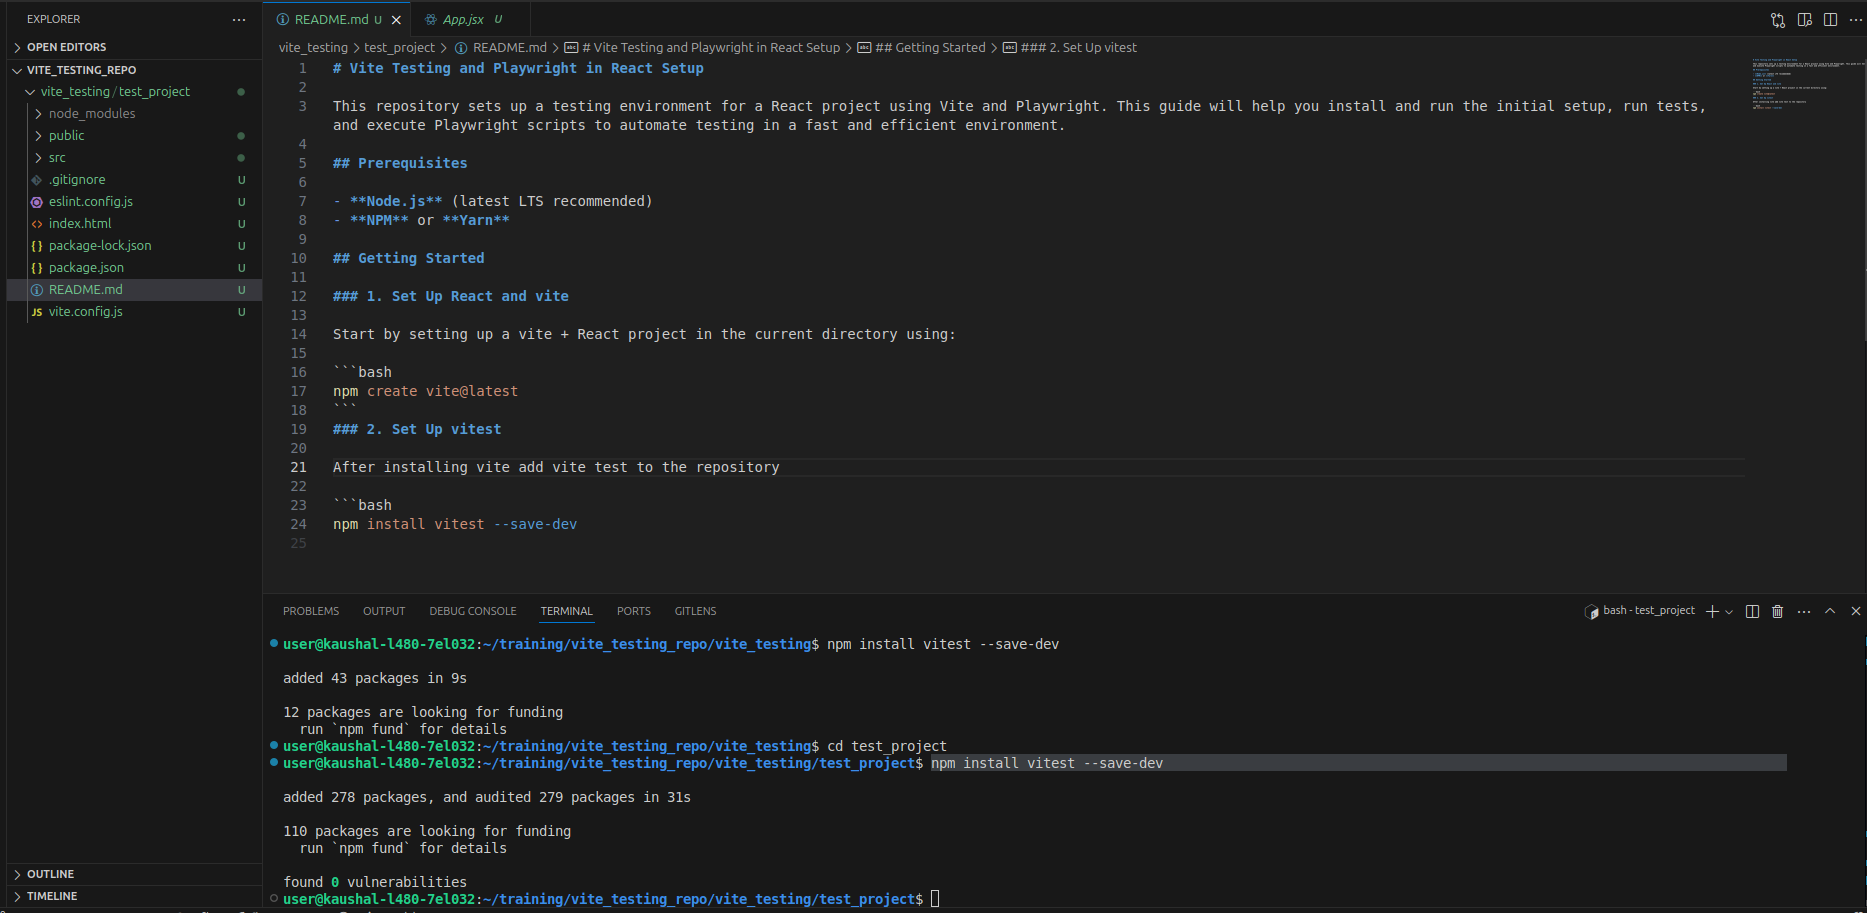 EXPLORER
OPEN EDITORS
VITE_TESTING_REPO
vite_testing / test_project
node_modules
public
src
.gitignore U
eslint.config.js U
index.html U
package-lock.json U
package.json U
README.md U
JS vite.config.js U
OUTLINE
TIMELINE
README.md U App.jsx U
vite_testing > test_project > README.md > # Vite Testing and Playwright in React Setup > ## Getting Started > ### 2. Set Up vitest
1 # Vite Testing and Playwright in React Setup
2
3 This repository sets up a testing environment for a React project using Vite and Playwright. This guide will help you install and run the initial setup, run tests,
and execute Playwright scripts to automate testing in a fast and efficient environment.
4
5 ## Prerequisites
6
7 - **Node.js** (latest LTS recommended)
8 - **NPM** or **Yarn**
9
10 ## Getting Started
11
12 ### 1. Set Up React and vite
13
14 Start by setting up a vite + React project in the current directory using:
15
16 ```bash
17 npm create vite@latest
18 ```
19 ### 2. Set Up vitest
20
21 After installing vite add vite test to the repository
22
23 ```bash
24 npm install vitest --save-dev
25
PROBLEMS OUTPUT DEBUG CONSOLE TERMINAL PORTS GITLENS
bash - test_project
user@kaushal-l480-7el032:~/training/vite_testing_repo/vite_testing$ npm install vitest --save-dev
added 43 packages in 9s
12 packages are looking for funding
run `npm fund` for details
user@kaushal-l480-7el032:~/training/vite_testing_repo/vite_testing$ cd test_project
user@kaushal-l480-7el032:~/training/vite_testing_repo/vite_testing/test_project$ npm install vitest --save-dev
added 278 packages, and audited 279 packages in 31s
110 packages are looking for funding
run `npm fund` for details
found 0 vulnerabilities
user@kaushal-l480-7el032:~/training/vite_testing_repo/vite_testing/test_project$